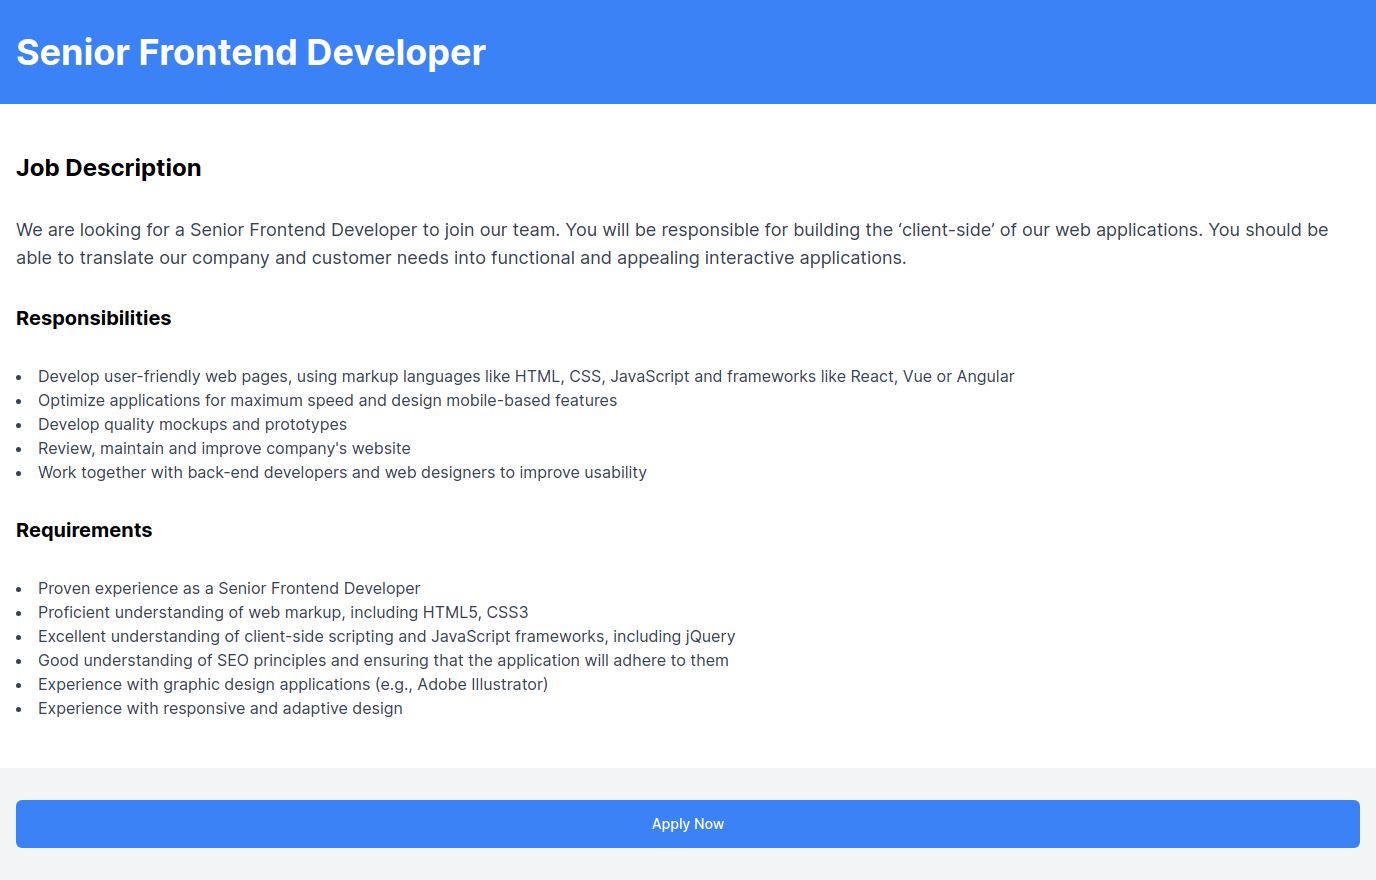 Senior Frontend Developer
Job Description
We are looking for a Senior Frontend Developer to join our team. You will be responsible for building the ‘client-side’ of our web applications. You should be
able to translate our company and customer needs into functional and appealing interactive applications.
Responsibilities
• Develop user-friendly web pages, using markup languages like HTML, CSS, JavaScript and frameworks like React, Vue or Angular
• Optimize applications for maximum speed and design mobile-based features
• Develop quality mockups and prototypes
• Review, maintain and improve company's website
• Work together with back-end developers and web designers to improve usability
Requirements
• Proven experience as a Senior Frontend Developer
• Proficient understanding of web markup, including HTML5, CSS3
• Excellent understanding of client-side scripting and JavaScript frameworks, including jQuery
• Good understanding of SEO principles and ensuring that the application will adhere to them
• Experience with graphic design applications (e.g., Adobe Illustrator)
• Experience with responsive and adaptive design
Apply Now